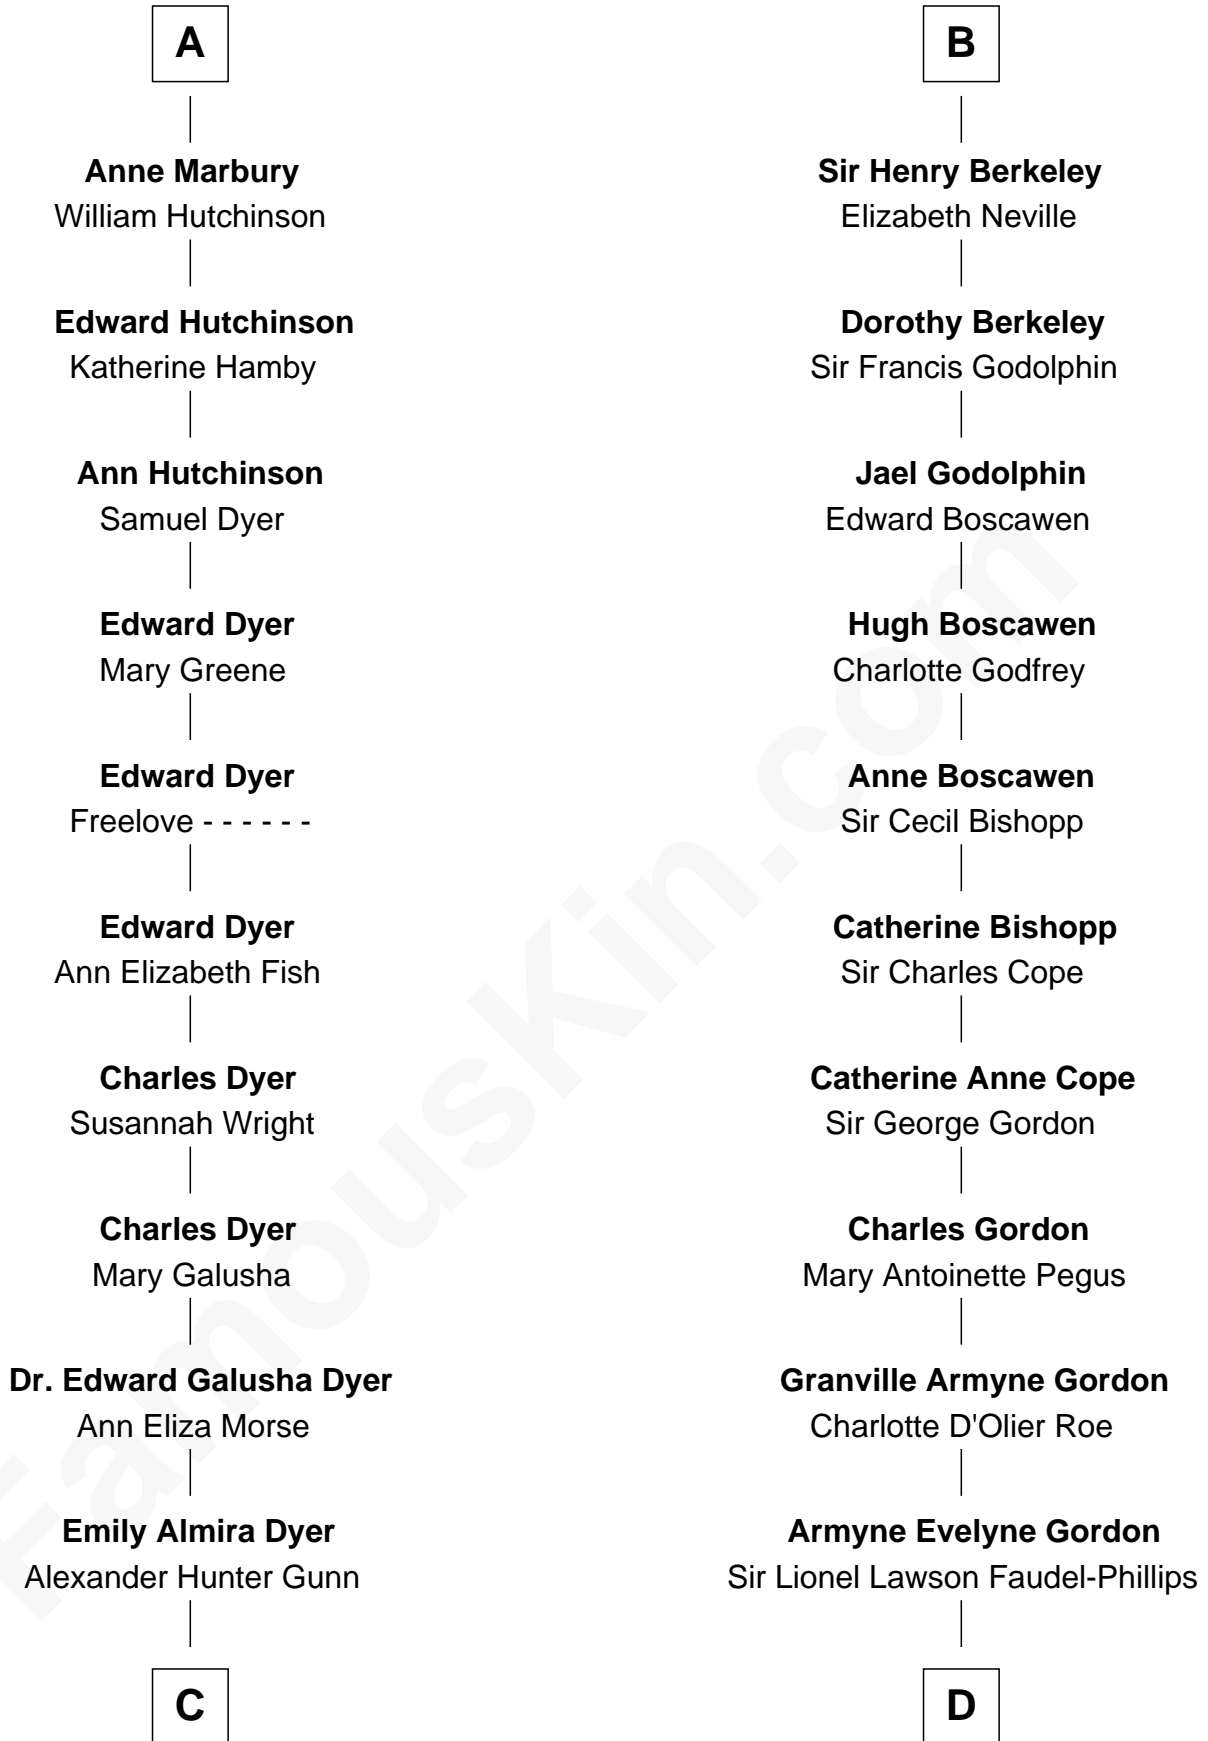 A
Anne Marbury
William Hutchinson
Edward Hutchinson
Katherine Hamby
Ann Hutchinson
Samuel Dyer
Edward Dyer
Mary Greene
Edward Dyer
Freelove - - - - - -
Edward Dyer
Ann Elizabeth Fish
Charles Dyer
Susannah Wright
Charles Dyer
Mary Galusha
Dr. Edward Galusha Dyer
Ann Eliza Morse
Emily Almira Dyer
Alexander Hunter Gunn
C
B
Sir Henry Berkeley
Elizabeth Neville
Dorothy Berkeley
Sir Francis Godolphin
Jael Godolphin
Edward Boscawen
Hugh Boscawen
Charlotte Godfrey
Anne Boscawen
Sir Cecil Bishopp
Catherine Bishopp
Sir Charles Cope
Catherine Anne Cope
Sir George Gordon
Charles Gordon
Mary Antoinette Pegus
Granville Armyne Gordon
Charlotte D'Olier Roe
Armyne Evelyne Gordon
Sir Lionel Lawson Faudel-Phillips
D
FamousKin.com